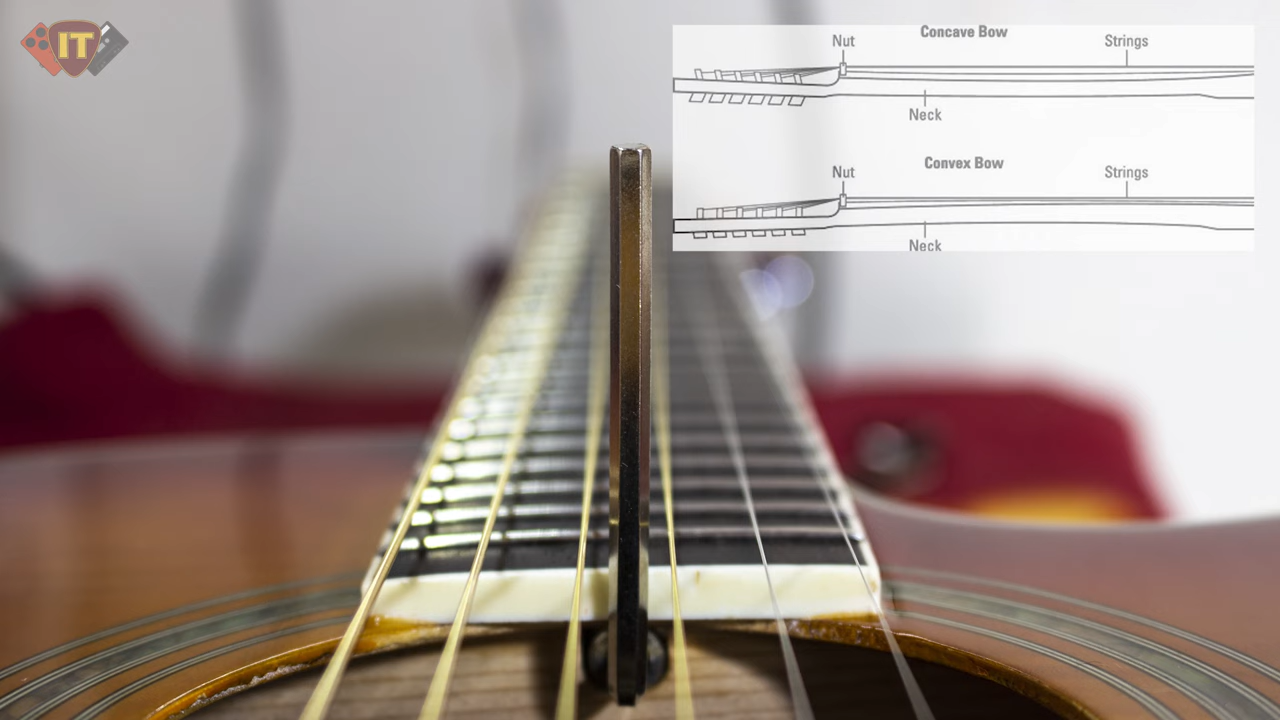 IT
Concave Bow
Nut
Strings
Neck
Convex Bow
Nut
Strings
Neck